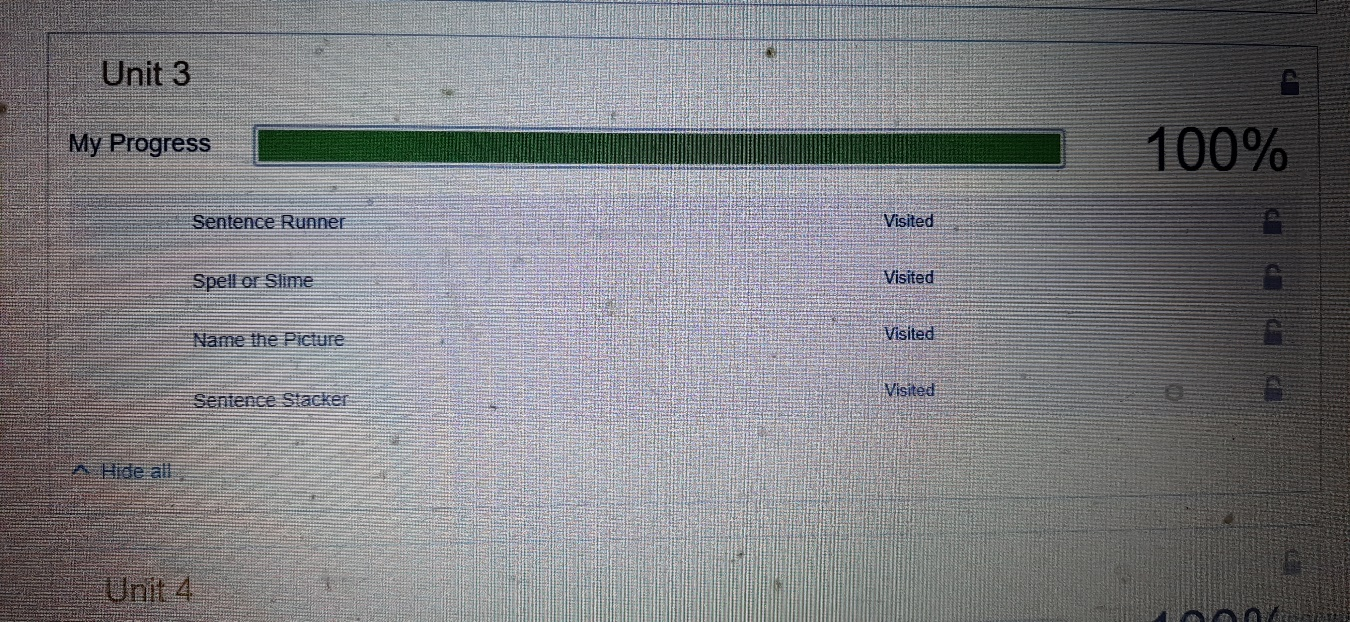 Unit 3
My Progress 100%
Sentence Runner Visited
Spell or Slime Visited
Name the Picture Visited
Sentence Stacker Visited
Hide all
Unit 4